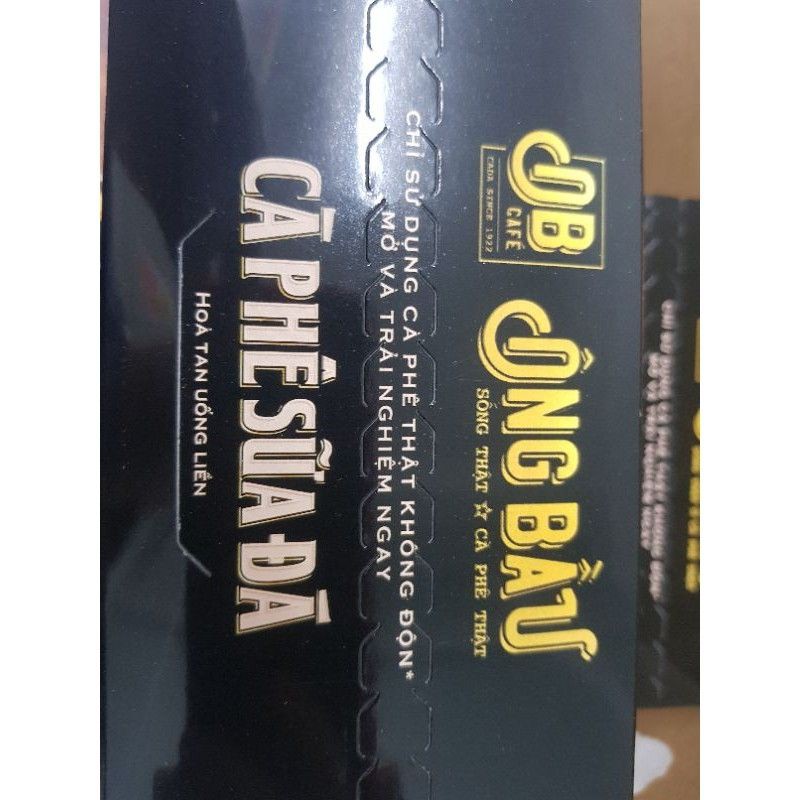 OB
CAFÉ
CADA SINCE 1922
ÔNG BẦU
SỐNG THẬT ☆ CÀ PHÊ THẬT
CHỈ SỬ DỤNG CÀ PHÊ THẬT KHÔNG ĐỘN*
MỞ VÀ TRẢI NGHIỆM NGAY
CÀ PHÊ SỮA ĐÁ
HOÀ TAN UỐNG LIỀN